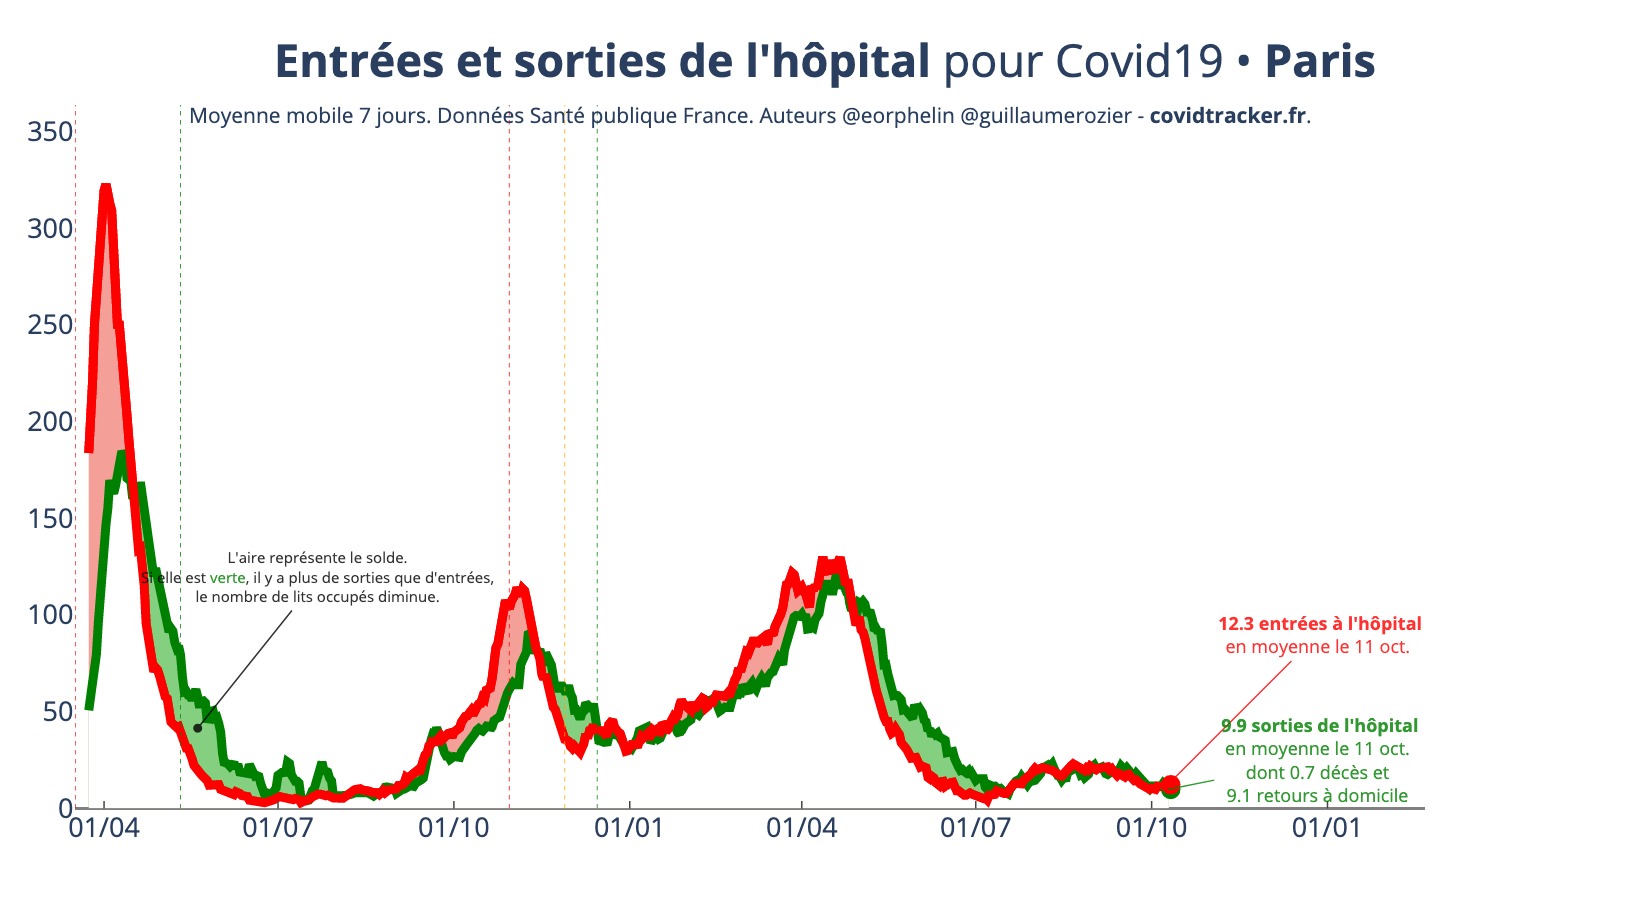 Entrées et sorties de l'hôpital pour Covid19 • Paris
Moyenne mobile 7 jours. Données Santé publique France. Auteurs @eorphelin @guillaumerozier - covidtracker.fr.
350
300
250
200
150
100
50
0
L'aire représente le solde.
Si elle est verte, il y a plus de sorties que d'entrées,
le nombre de lits occupés diminue.
12.3 entrées à l'hôpital
en moyenne le 11 oct.
9.9 sorties de l'hôpital
en moyenne le 11 oct.
dont 0.7 décès et
9.1 retours à domicile
01/04 01/07 01/10 01/01 01/04 01/07 01/10 01/01